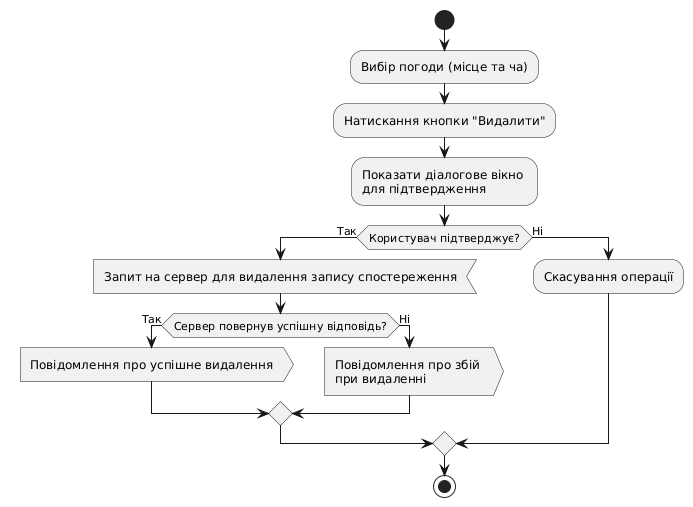 Вибір погоди (місце та ча)
Натискання кнопки "Видалити"
Показати діалогове вікно
для підтвердження
Так
Користувач підтверджує?
Ні
Запит на сервер для видалення запису спостереження
Скасування операції
Так
Сервер повернув успішну відповідь?
Ні
Повідомлення про успішне видалення
Повідомлення про збій
при видаленні